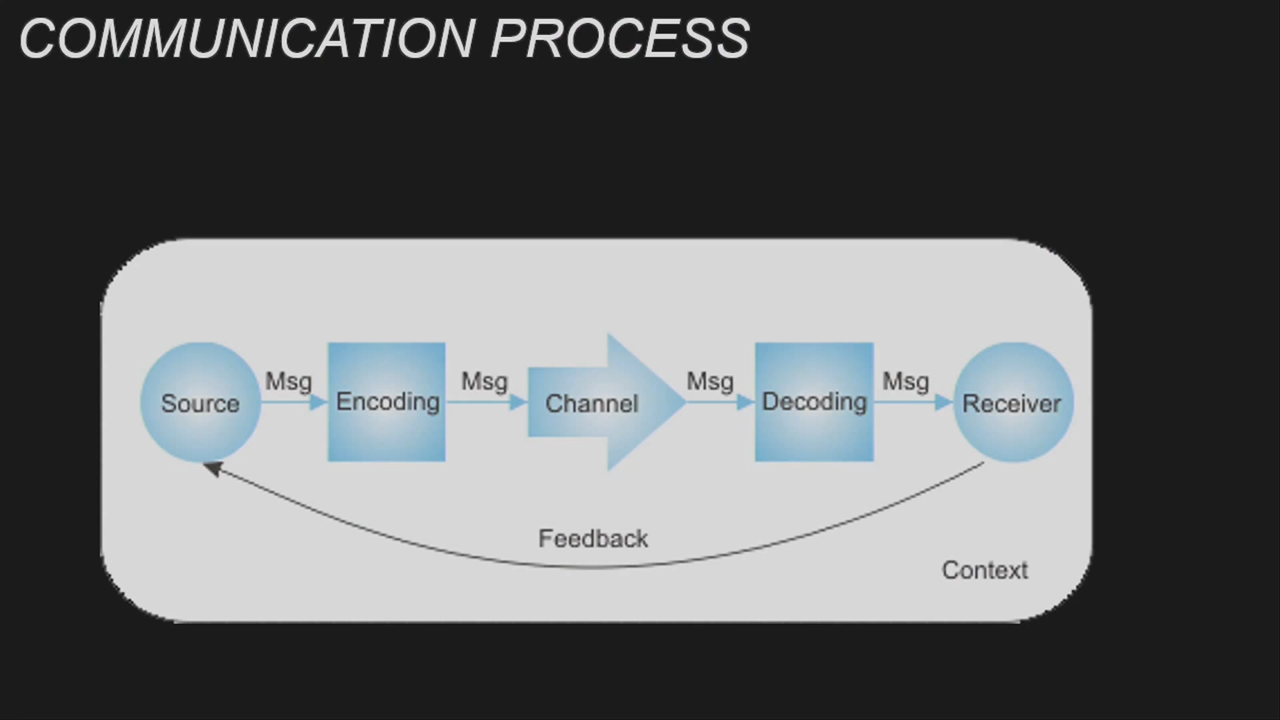 COMMUNICATION PROCESS
Msg Msg Msg Msg
Source Encoding Channel Decoding Receiver
Feedback
Context